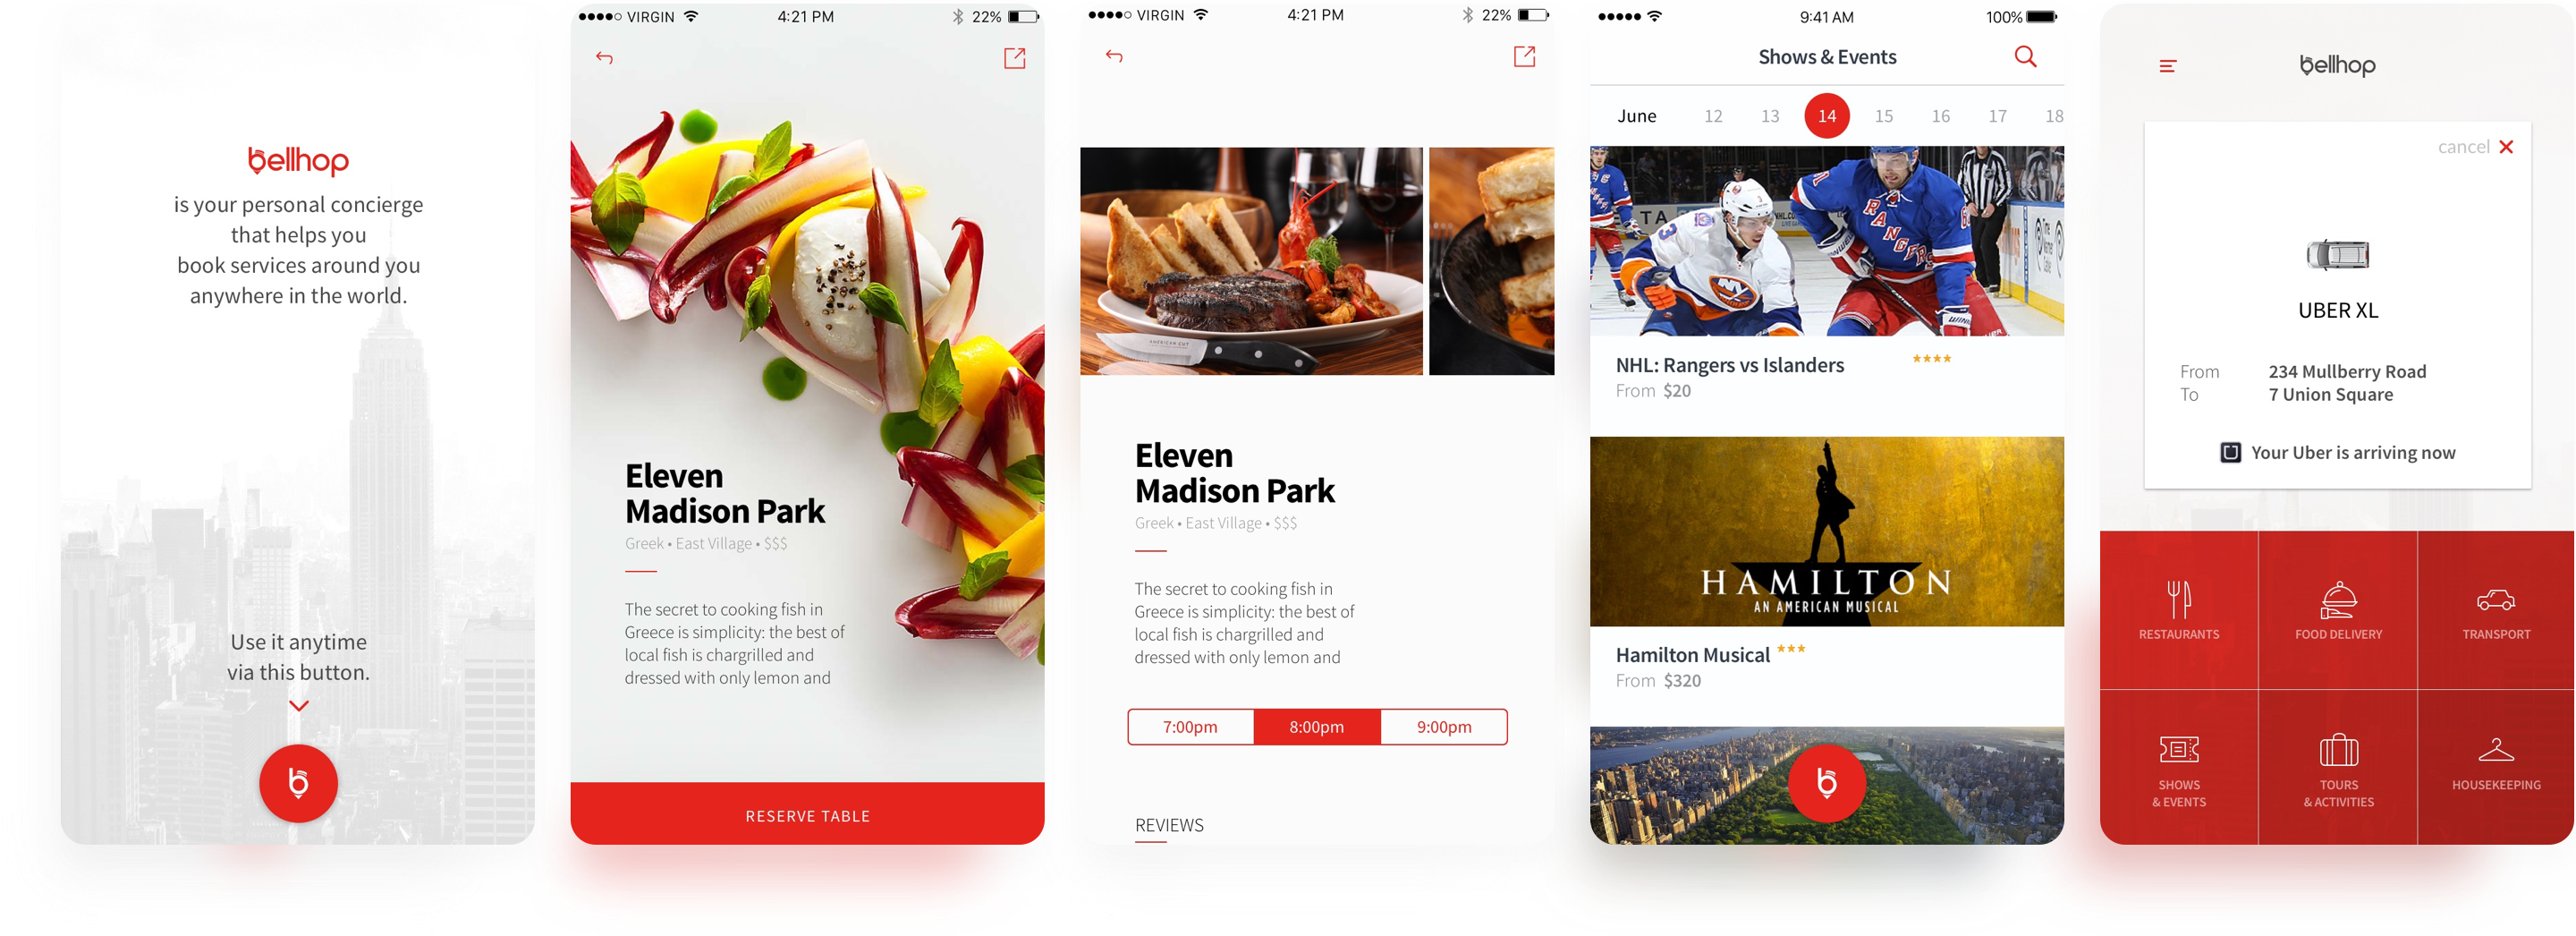 bellhop
is your personal concierge
that helps you
book services around you
anywhere in the world.
Use it anytime
via this button.
b
VIRGIN 4:21 PM 22%
Eleven
Madison Park
Greek • East Village • $$$
The secret to cooking fish in
Greece is simplicity: the best of
local fish is chargrilled and
dressed with only lemon and
RESERVE TABLE
VIRGIN 4:21 PM 22%
AMERICAN CUT
Eleven
Madison Park
Greek • East Village • $$$
The secret to cooking fish in
Greece is simplicity: the best of
local fish is chargrilled and
dressed with only lemon and
7:00pm 8:00pm 9:00pm
REVIEWS
9:41 AM 100%
Shows & Events
June 12 13 14 15 16 17 18
RANGERS
NY
NHL: Rangers vs Islanders
From $20
HAMILTON
AN AMERICAN MUSICAL
Hamilton Musical
From $320
b
bellhop
cancel
UBER XL
From 234 Mullberry Road
To 7 Union Square
Your Uber is arriving now
RESTAURANTS
FOOD DELIVERY
TRANSPORT
SHOWS
& EVENTS
TOURS
& ACTIVITIES
HOUSEKEEPING